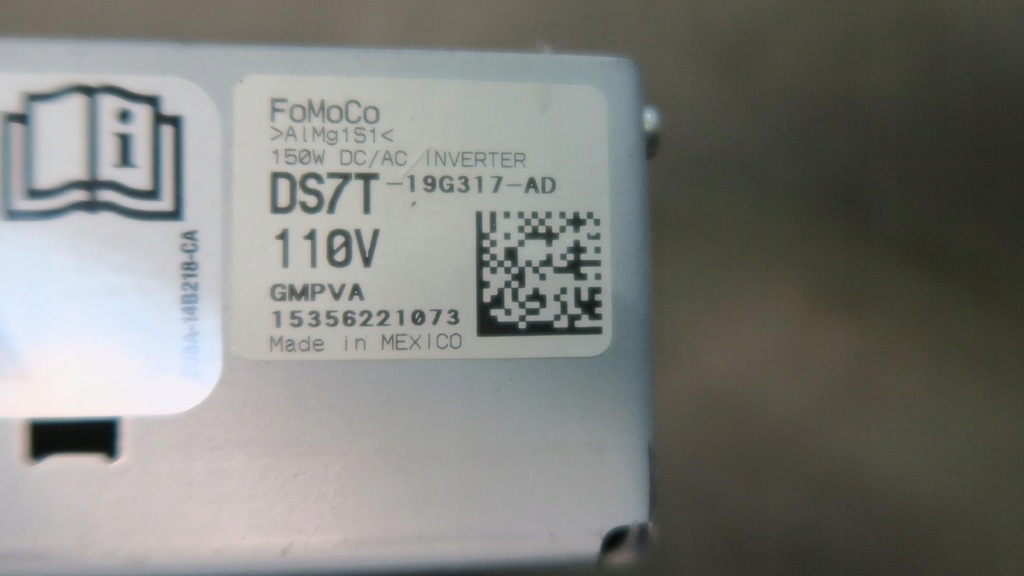 FoMoCo
>AlMg1S1<
150W DC/AC INVERTER
DS7T-19G317-AD
110V
GMPVA
15356221073
Made in MEXICO
i